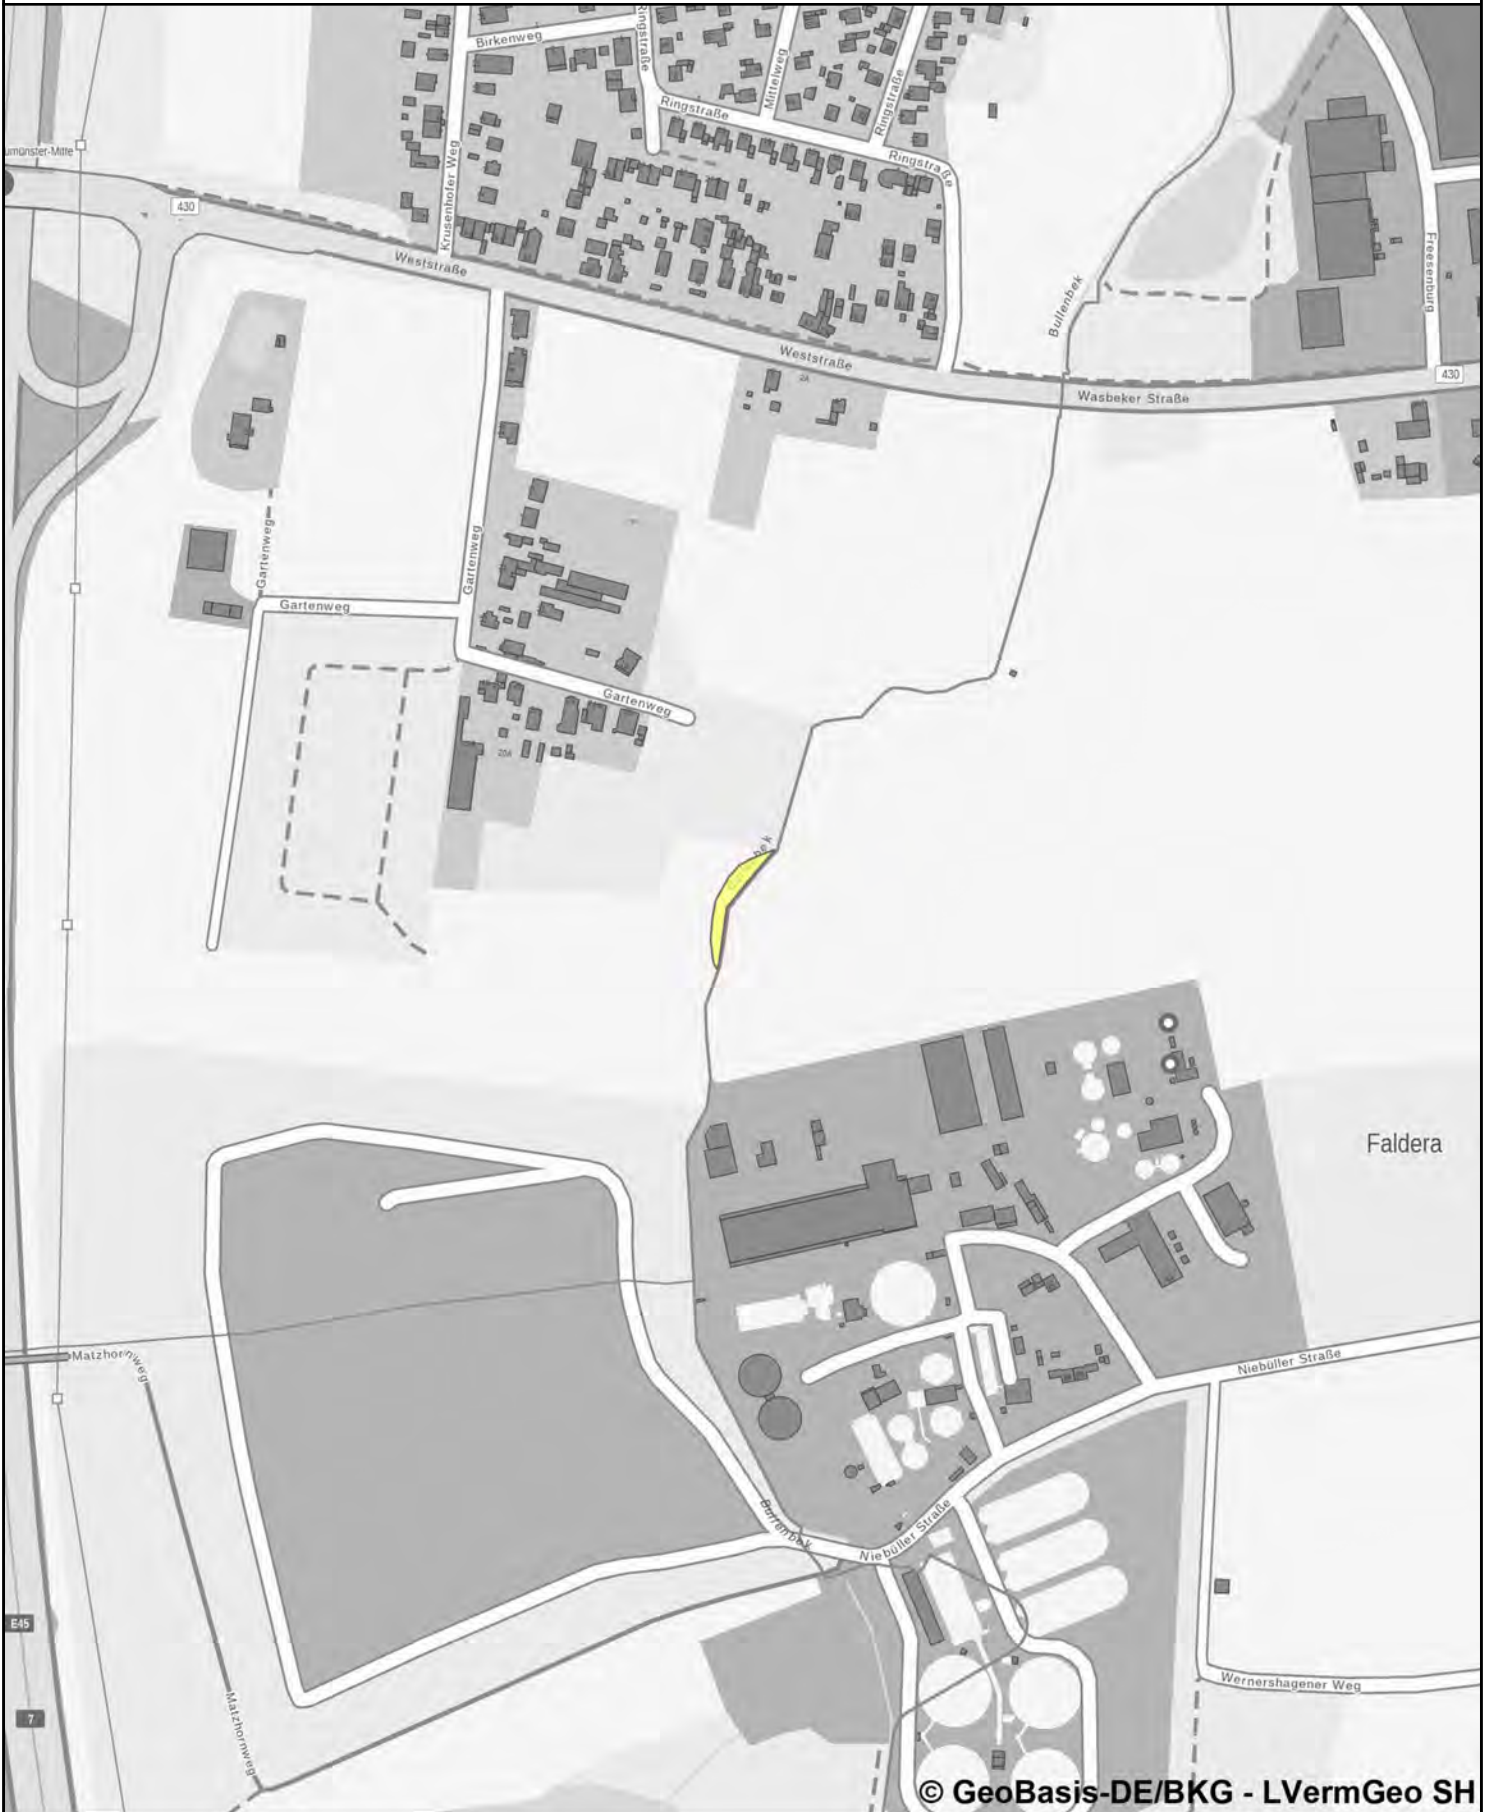 Birkenweg
Ringstraße
Mittelweg
Ringstraße
Ringstraße
Ringstraße
umünster-Mitte
430
Krusenhofer Weg
Weststraße
Bullenbek
Freesenburg
Weststraße
2A
430
Wasbeker Straße
Gartenweg
Gartenweg
Gartenweg
Gartenweg
20A
bek
Faldera
Matzhornweg
Niebüller Straße
Bullenbek
Niebüller Straße
E45
Matzhornweg
7
Wernershagener Weg
© GeoBasis-DE/BKG - LVermGeo SH